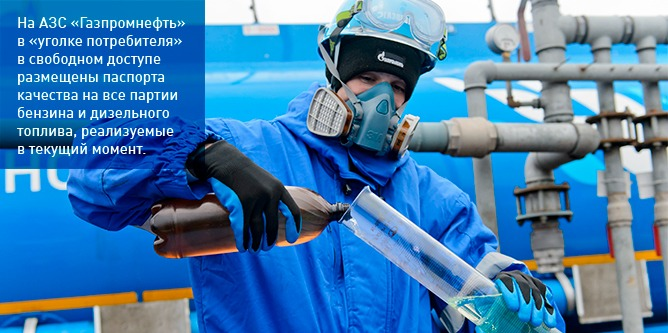 На АЗС «Газпромнефть»
в «уголке потребителя»
в свободном доступе
размещены паспорта
качества на все партии
бензина и дизельного
топлива, реализуемые
в текущий момент.